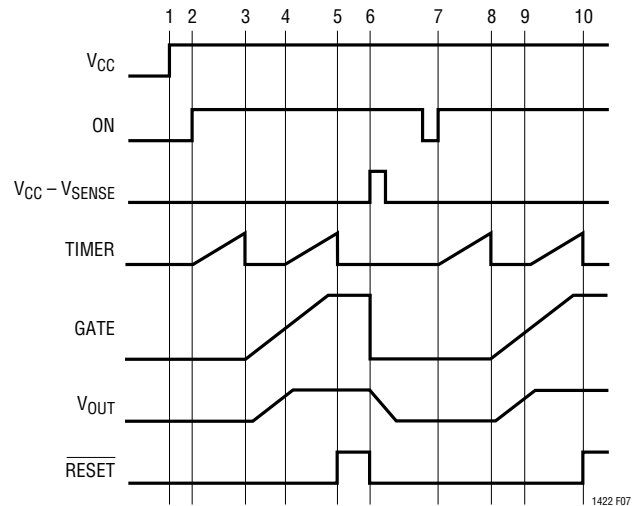 1 2 3 4 5 6 7 8 9 10
VCC
ON
VCC – VSENSE
TIMER
GATE
VOUT
RESET
1422 F07